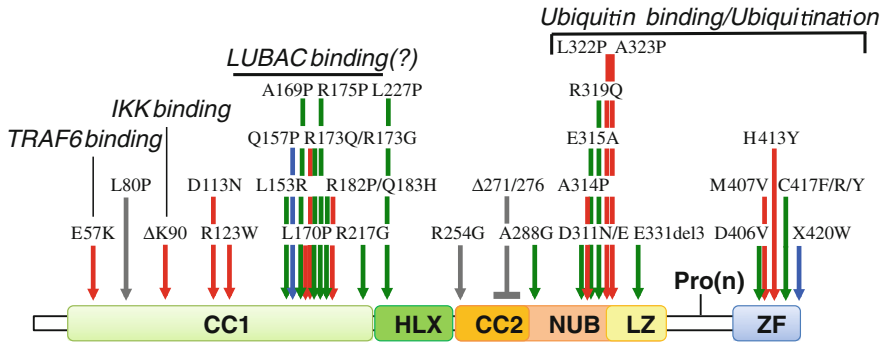 Ubiquitin binding/Ubiquitination
L322P A323P
LUBAC binding(?)
A169P R175P L227P
R319Q
IKK binding
TRAF6 binding
Q157P R173Q/R173G
E315A
H413Y
L80P
D113N
L153R
R182P/Q183H
Δ271/276
A314P
M407V C417F/R/Y
E57K
ΔK90
R123W
L170P R217G
R254G
A288G
D311N/E E331del3
D406V
X420W
Pro(n)
CC1
HLX
CC2
NUB
LZ
ZF